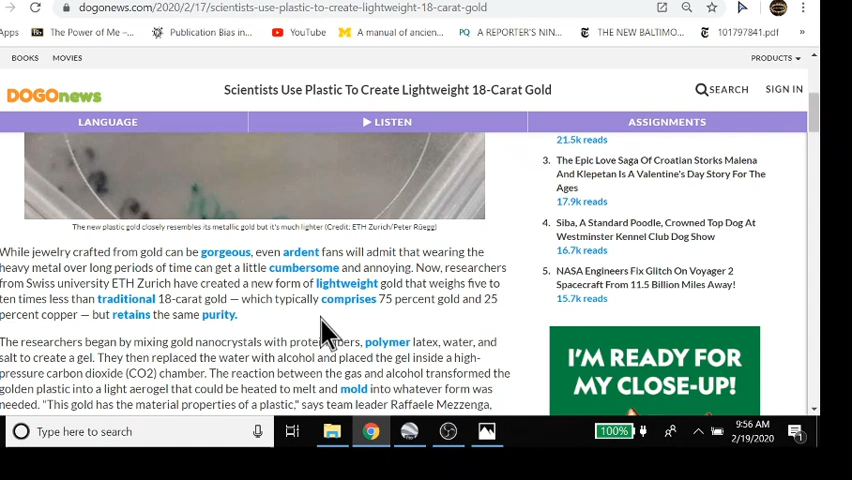 dogonews.com/2020/2/17/scientists-use-plastic-to-create-lightweight-18-carat-gold
Apps
The Power of Me –...
Publication Bias in...
YouTube
A manual of ancien...
PQ A REPORTER'S NIN...
THE NEW BALTIMO...
101797841.pdf
»
BOOKS MOVIES PRODUCTS
DOGOnews
Scientists Use Plastic To Create Lightweight 18-Carat Gold
SEARCH SIGN IN
LANGUAGE LISTEN ASSIGNMENTS
The new plastic gold closely resembles its metallic gold but it's much lighter (Credit: ETH Zurich/Peter Rüegg)
While jewelry crafted from gold can be gorgeous, even ardent fans will admit that wearing the
heavy metal over long periods of time can get a little cumbersome and annoying. Now, researchers
from Swiss university ETH Zurich have created a new form of lightweight gold that weighs five to
ten times less than traditional 18-carat gold — which typically comprises 75 percent gold and 25
percent copper — but retains the same purity.
The researchers began by mixing gold nanocrystals with prote bers, polymer latex, water, and
salt to create a gel. They then replaced the water with alcohol and placed the gel inside a high-
pressure carbon dioxide (CO2) chamber. The reaction between the gas and alcohol transformed the
golden plastic into a light aerogel that could be heated to melt and mold into whatever form was
needed. "This gold has the material properties of a plastic," says team leader Raffaele Mezzenga,
21.5k reads
3. The Epic Love Saga Of Croatian Storks Malena
And Klepetan Is A Valentine's Day Story For The
Ages
17.9k reads
4. Siba, A Standard Poodle, Crowned Top Dog At
Westminster Kennel Club Dog Show
16.7k reads
5. NASA Engineers Fix Glitch On Voyager 2
Spacecraft From 11.5 Billion Miles Away!
15.7k reads
I'M READY FOR
MY CLOSE-UP!
Type here to search
100%
9:56 AM
2/19/2020
1